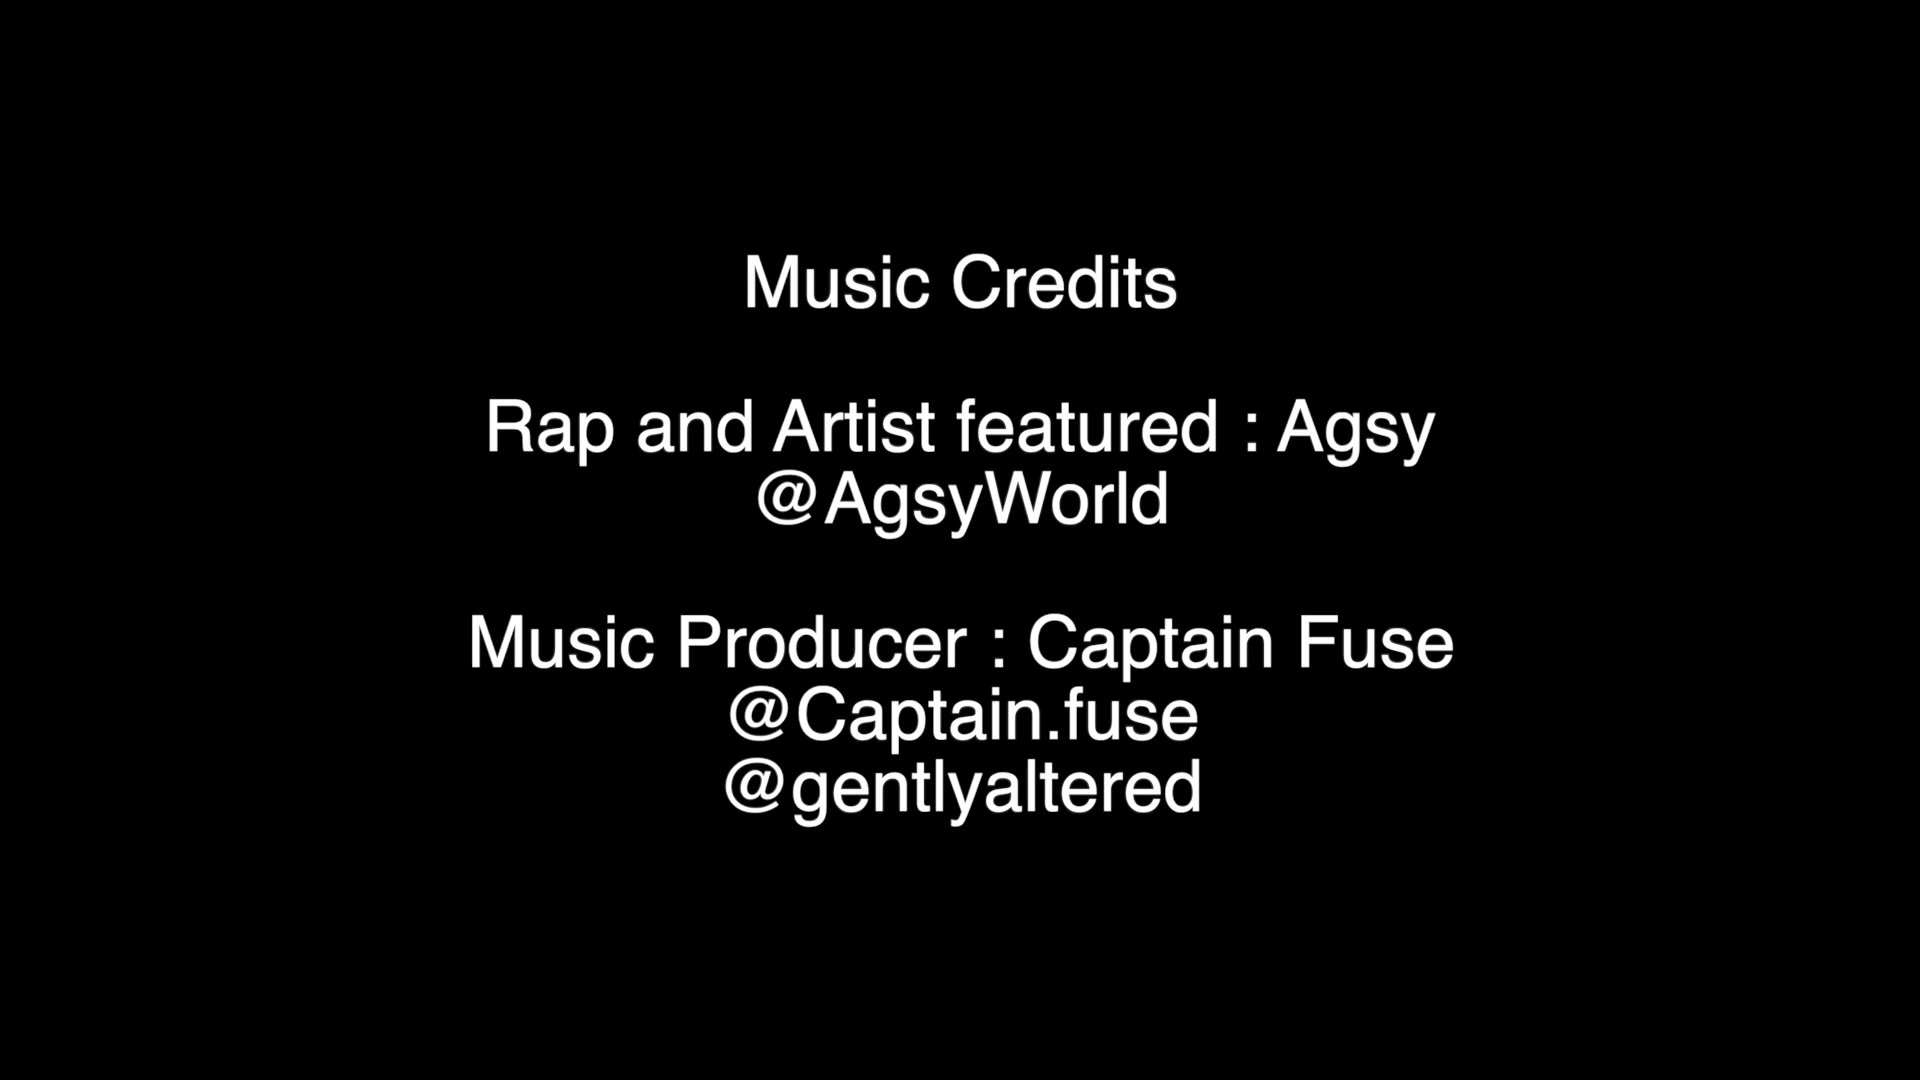 Music Credits
Rap and Artist featured : Agsy
@AgsyWorld
Music Producer : Captain Fuse
@Captain.fuse
@gentlyaltered